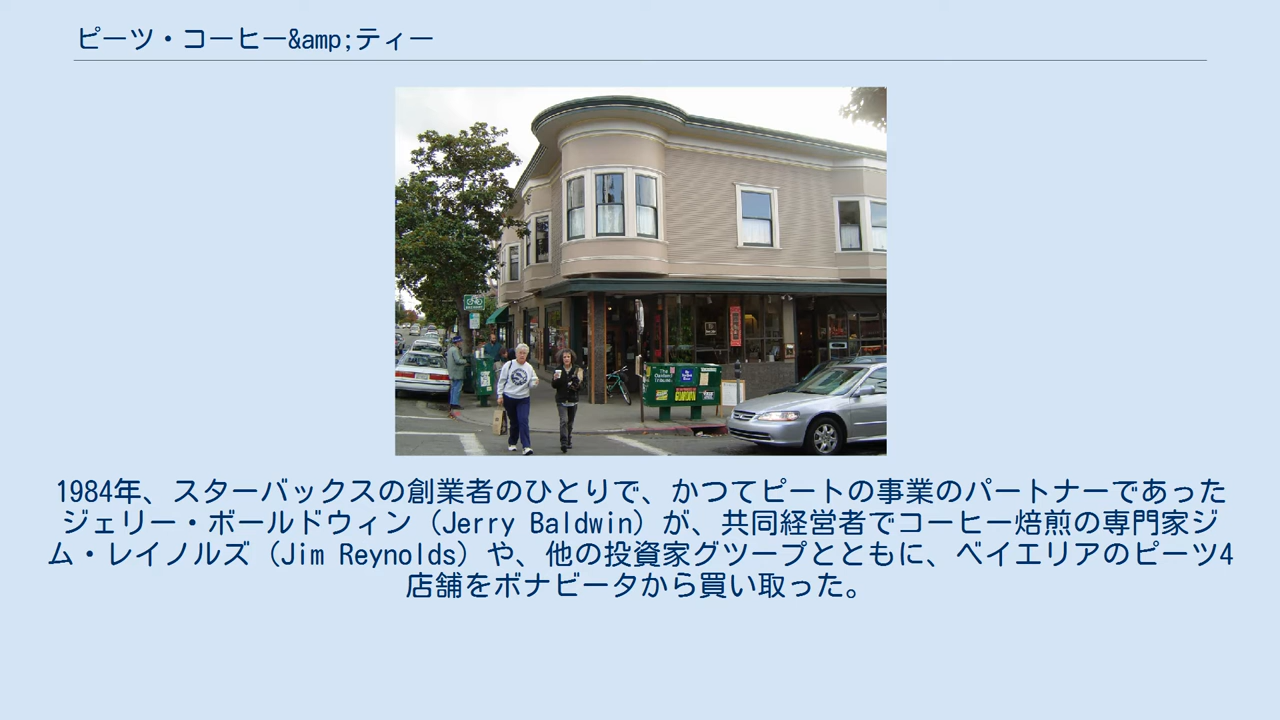 ピーツ・コーヒー&amp;ティー
1984年、スターバックスの創業者のひとりで、かつてピートの事業のパートナーであった
ジェリー・ボールドウィン（Jerry Baldwin）が、共同経営者でコーヒー焙煎の専門家ジ
ム・レイノルズ（Jim Reynolds）や、他の投資家グツープとともに、ベイエリアのピーツ4
店舗をボナビータから買い取った。